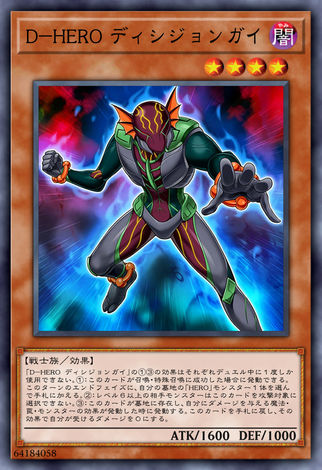 D-HERO ディシジョンガイ
闇
やみ
【戦士族/効果】
「D-HERO ディシジョンガイ」の①③の効果はそれぞれデュエル中に１度しか
使用できない。①：このカードが召喚・特殊召喚に成功した場合に発動できる。
このターンのエンドフェイズに、自分の墓地の「HERO」モンスター１体を選ん
で手札に加える。②：レベル６以上の相手モンスターはこのカードを攻撃対象に
選択できない。③：このカードが墓地に存在し、自分にダメージを与える魔法・
罠・モンスターの効果が発動した時に発動する。このカードを手札に戻し、その
効果で自分が受けるダメージを０にする。
ATK/1600 DEF/1000
64184058